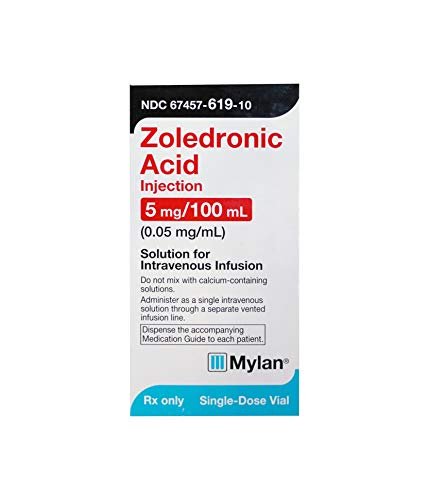 NDC 67457-619-10
Zoledronic
Acid
Injection
5 mg/100 mL
(0.05 mg/mL)
Solution for
Intravenous Infusion
Do not mix with calcium-containing
solutions.
Administer as a single intravenous
solution through a separate vented
infusion line.
Dispense the accompanying
Medication Guide to each patient.
Mylan®
Rx only Single-Dose Vial